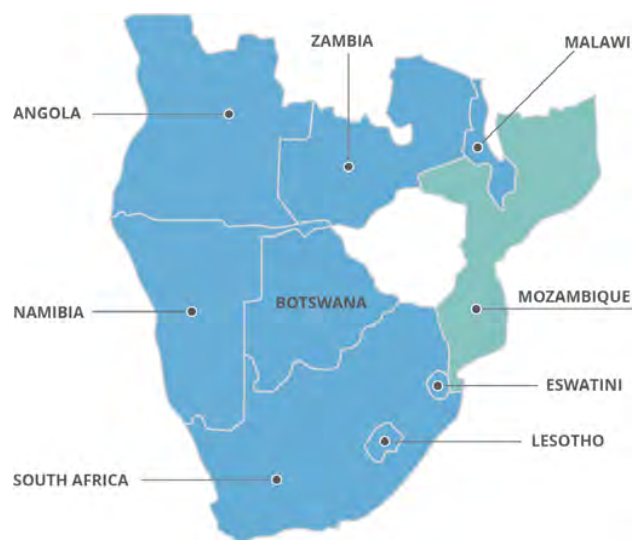 ZAMBIA
MALAWI
ANGOLA
BOTSWANA
MOZAMBIQUE
NAMIBIA
ESWATINI
LESOTHO
SOUTH AFRICA